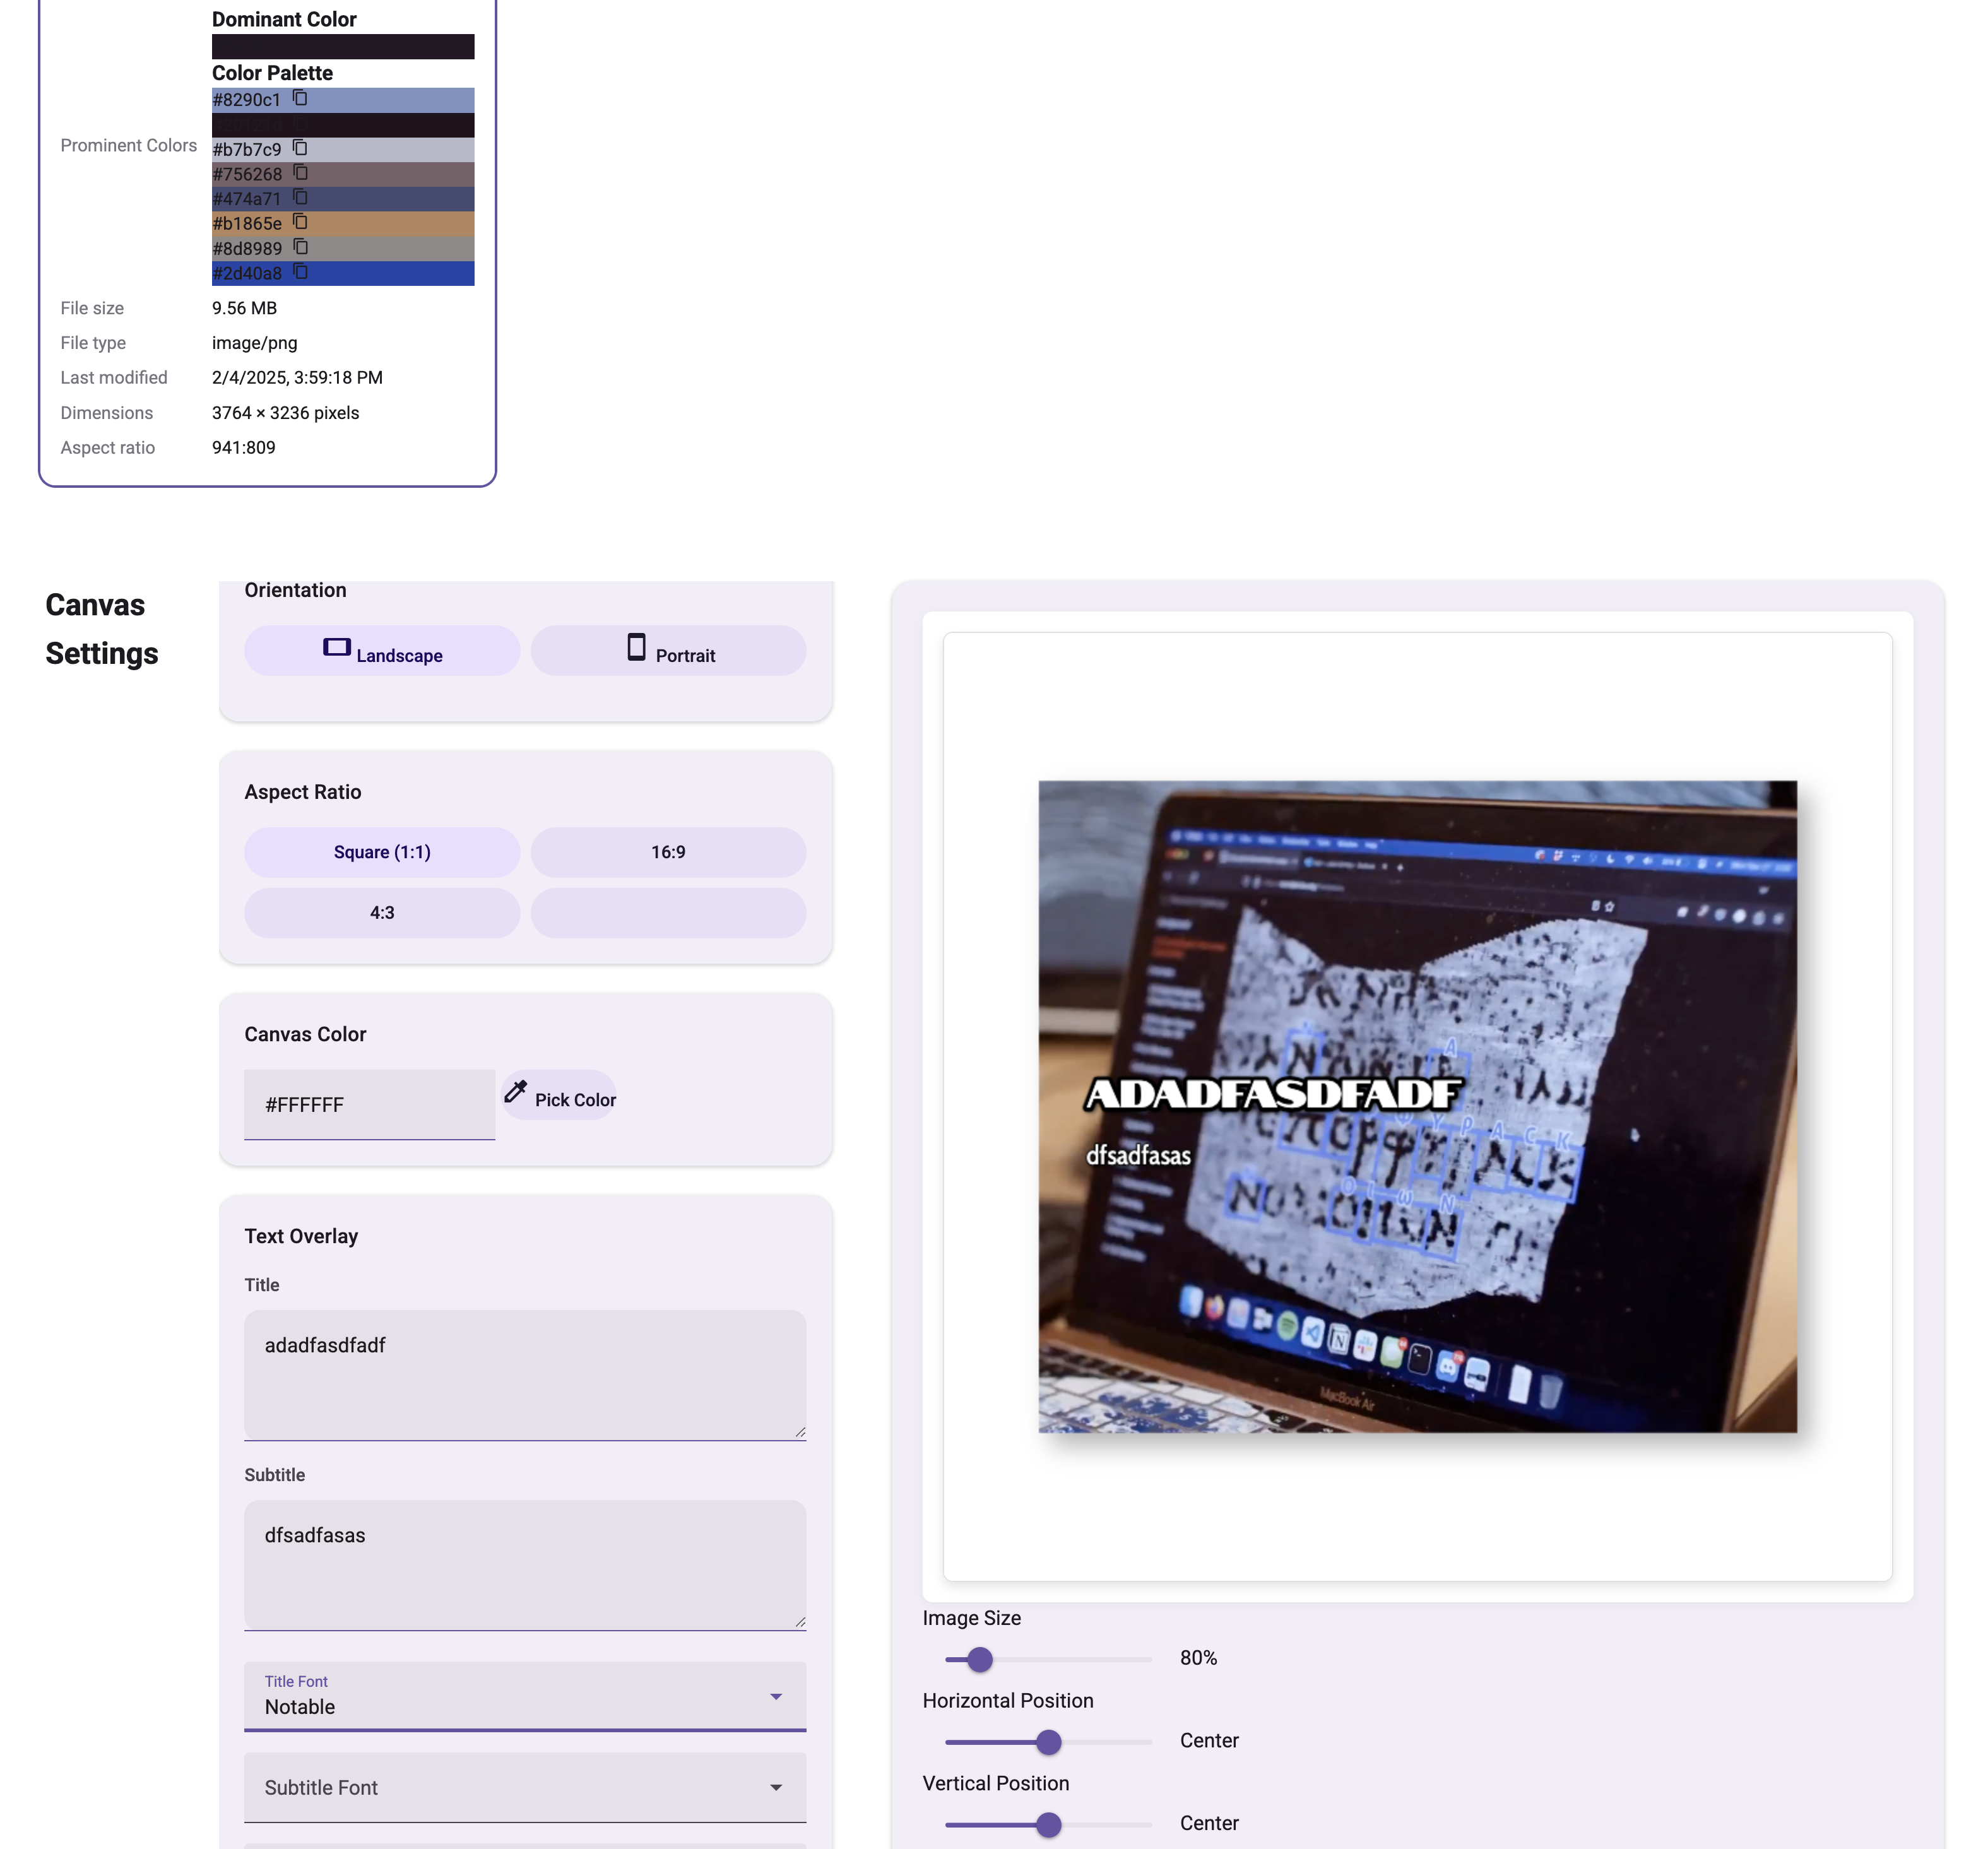 Dominant Color
Color Palette
#8290c1
Prominent Colors
#b7b7c9
#756268
#474a71
#b1865e
#8d8989
#2d40a8
File size 9.56 MB
File type image/png
Last modified 2/4/2025, 3:59:18 PM
Dimensions 3764 × 3236 pixels
Aspect ratio 941:809
Canvas
Settings
Orientation
Landscape Portrait
Aspect Ratio
Square (1:1) 16:9
4:3
Canvas Color
#FFFFFF Pick Color
Text Overlay
Title
adadfasdfadf
Subtitle
dfsadfasas
Title Font
Notable
Subtitle Font
A
ADADFASDFADF
Υ Ρ Α С Κ
dfsadfasas
Ο Ι ω Ν
MacBook Air
Image Size
80%
Horizontal Position
Center
Vertical Position
Center